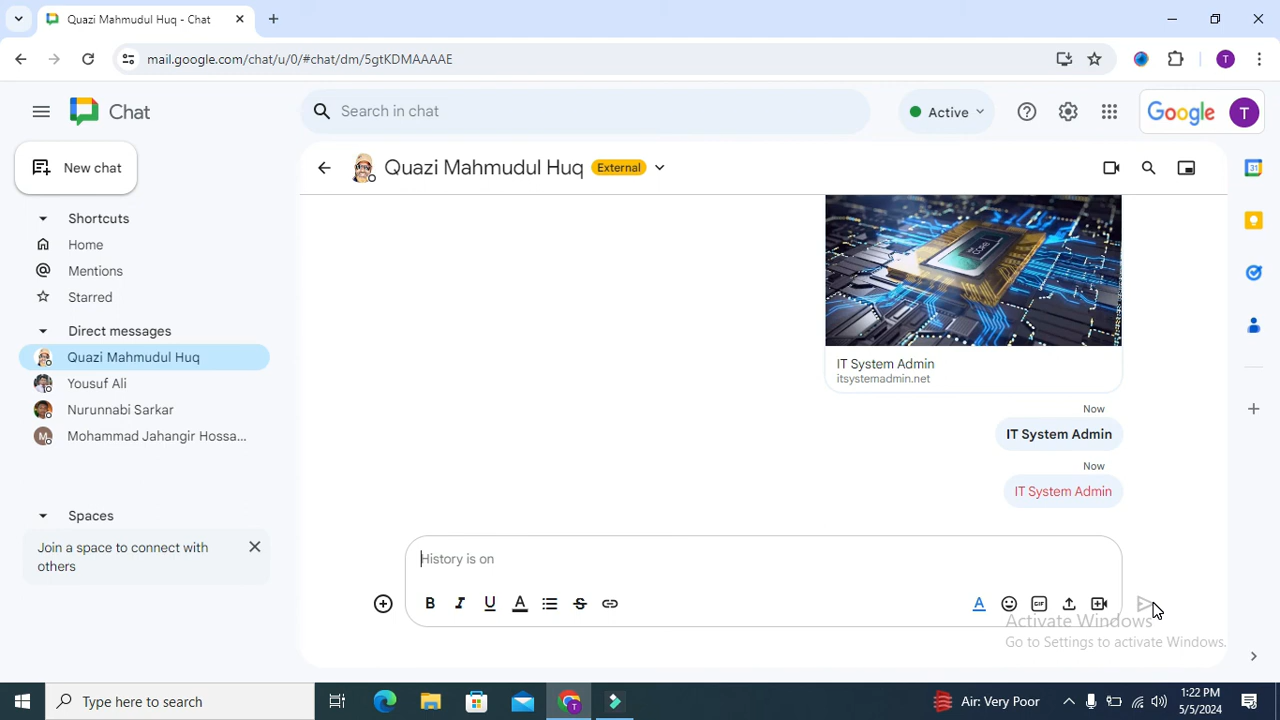 Quazi Mahmudul Huq - Chat
mail.google.com/chat/u/0/#chat/dm/5gtKDMAAAAE
T
Chat
Search in chat
Active
Google
T
New chat
Quazi Mahmudul Huq External
Shortcuts
Home
Mentions
Starred
Direct messages
Quazi Mahmudul Huq
Yousuf Ali
Nurunnabi Sarkar
M
Mohammad Jahangir Hossa...
Spaces
Join a space to connect with
others
IT System Admin
itsystemadmin.net
Now
IT System Admin
Now
IT System Admin
History is on
B I U A S A GIF
Activate Windows
Go to Settings to activate Windows.
31
Type here to search
Air: Very Poor
1:22 PM
5/5/2024